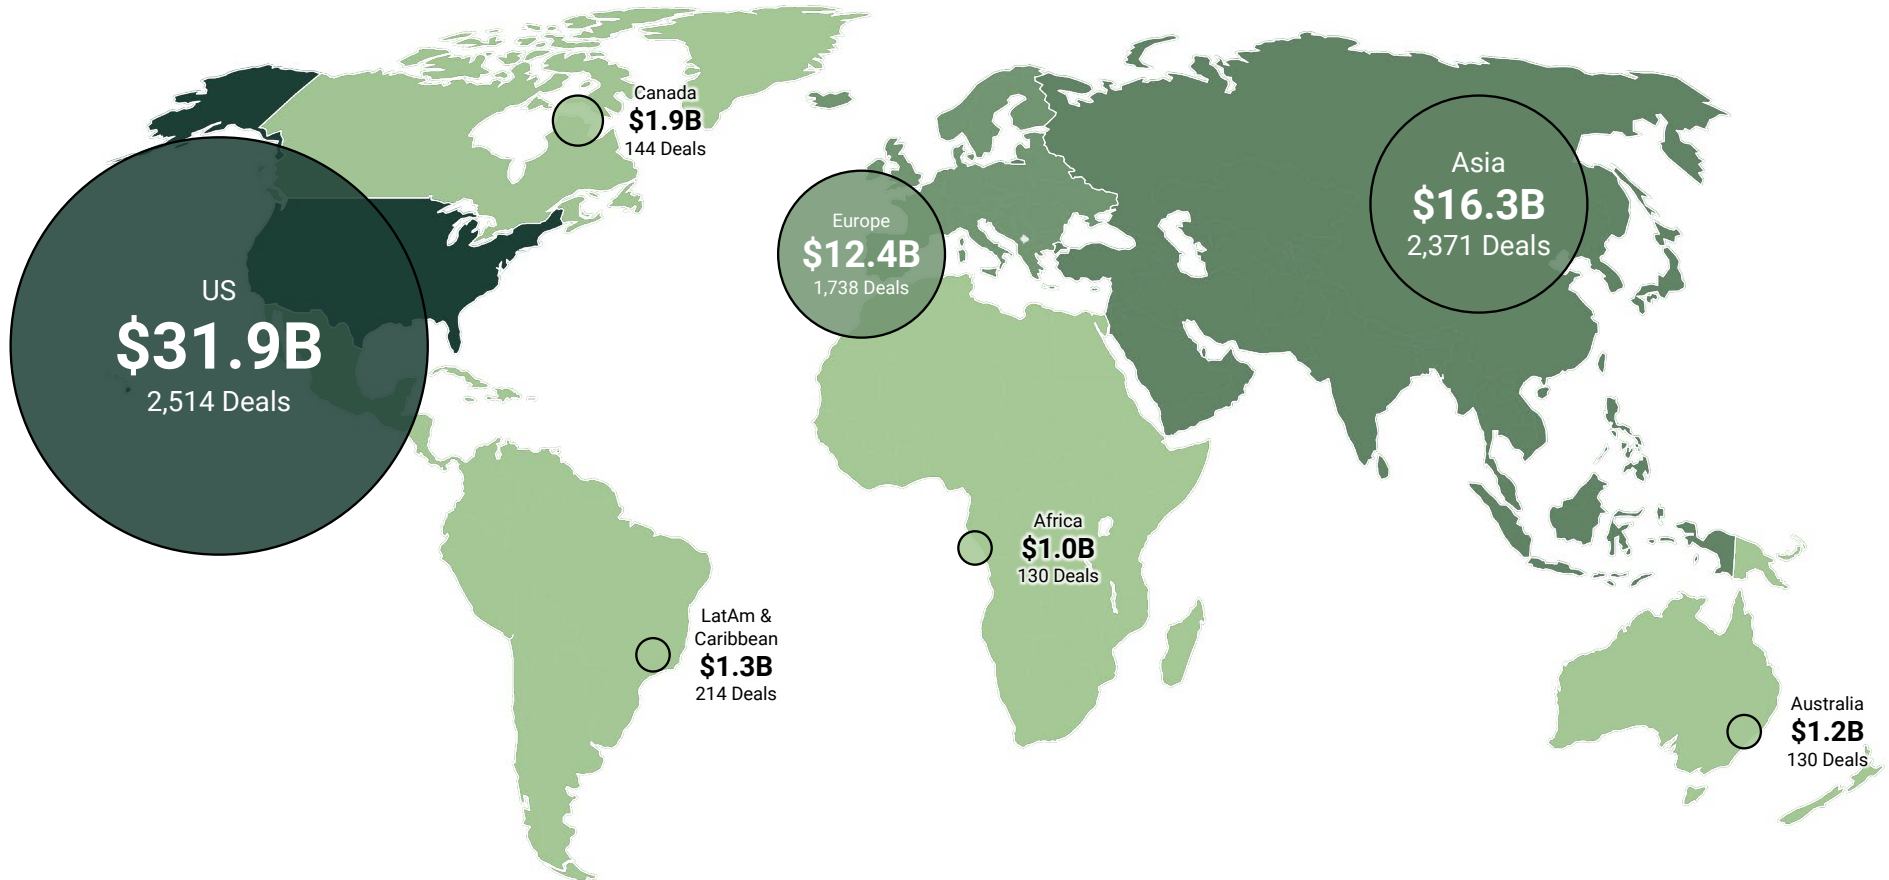 Canada
$1.9B
144 Deals
US
$31.9B
2,514 Deals
Europe
$12.4B
1,738 Deals
Asia
$16.3B
2,371 Deals
LatAm &
Caribbean
$1.3B
214 Deals
Africa
$1.0B
130 Deals
Australia
$1.2B
130 Deals